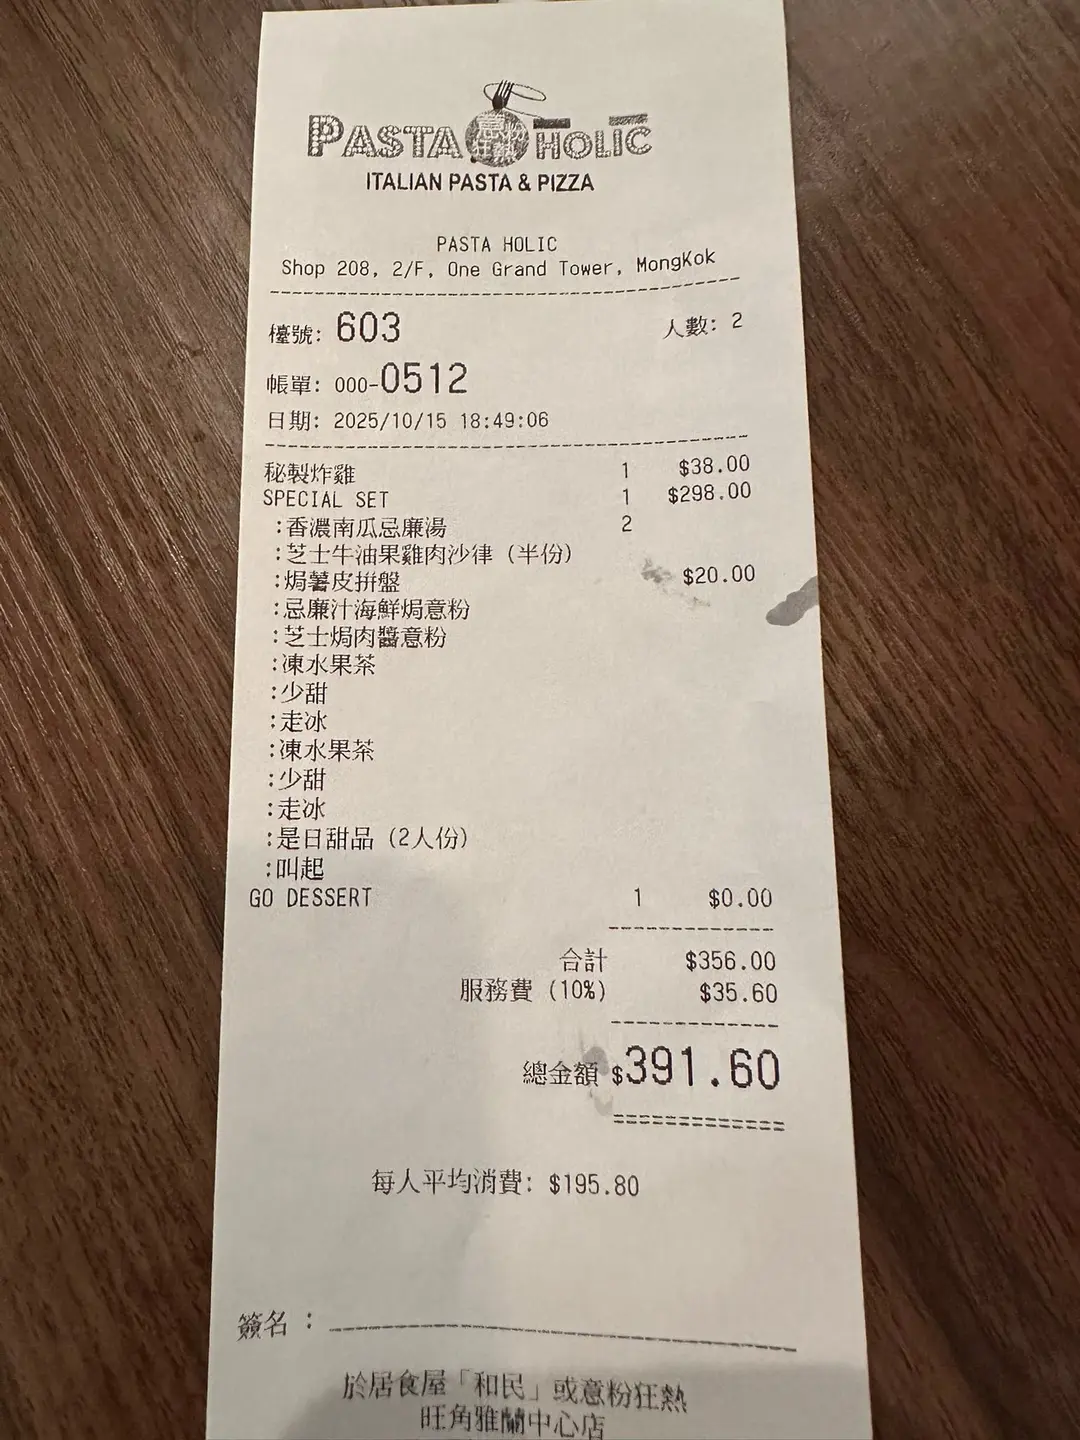 PASTA 意粉狂熱 HOLIC
ITALIAN PASTA & PIZZA
PASTA HOLIC
Shop 208, 2/F, One Grand Tower, MongKok
檯號: 603 人數: 2
帳單: 000-0512
日期: 2025/10/15 18:49:06
秘製炸雞 1 $38.00
SPECIAL SET 1 $298.00
:香濃南瓜忌廉湯 2
:芝士牛油果雞肉沙律 (半份)
:焗薯皮拼盤 $20.00
:忌廉汁海鮮焗意粉
:芝士焗肉醬意粉
:凍水果茶
:少甜
:走冰
:凍水果茶
:少甜
:走冰
:是日甜品 (2人份)
:叫起
GO DESSERT 1 $0.00
合計 $356.00
服務費 (10%) $35.60
總金額 $391.60
每人平均消費: $195.80
簽名 :
於居食屋「和民」或意粉狂熱
旺角雅蘭中心店